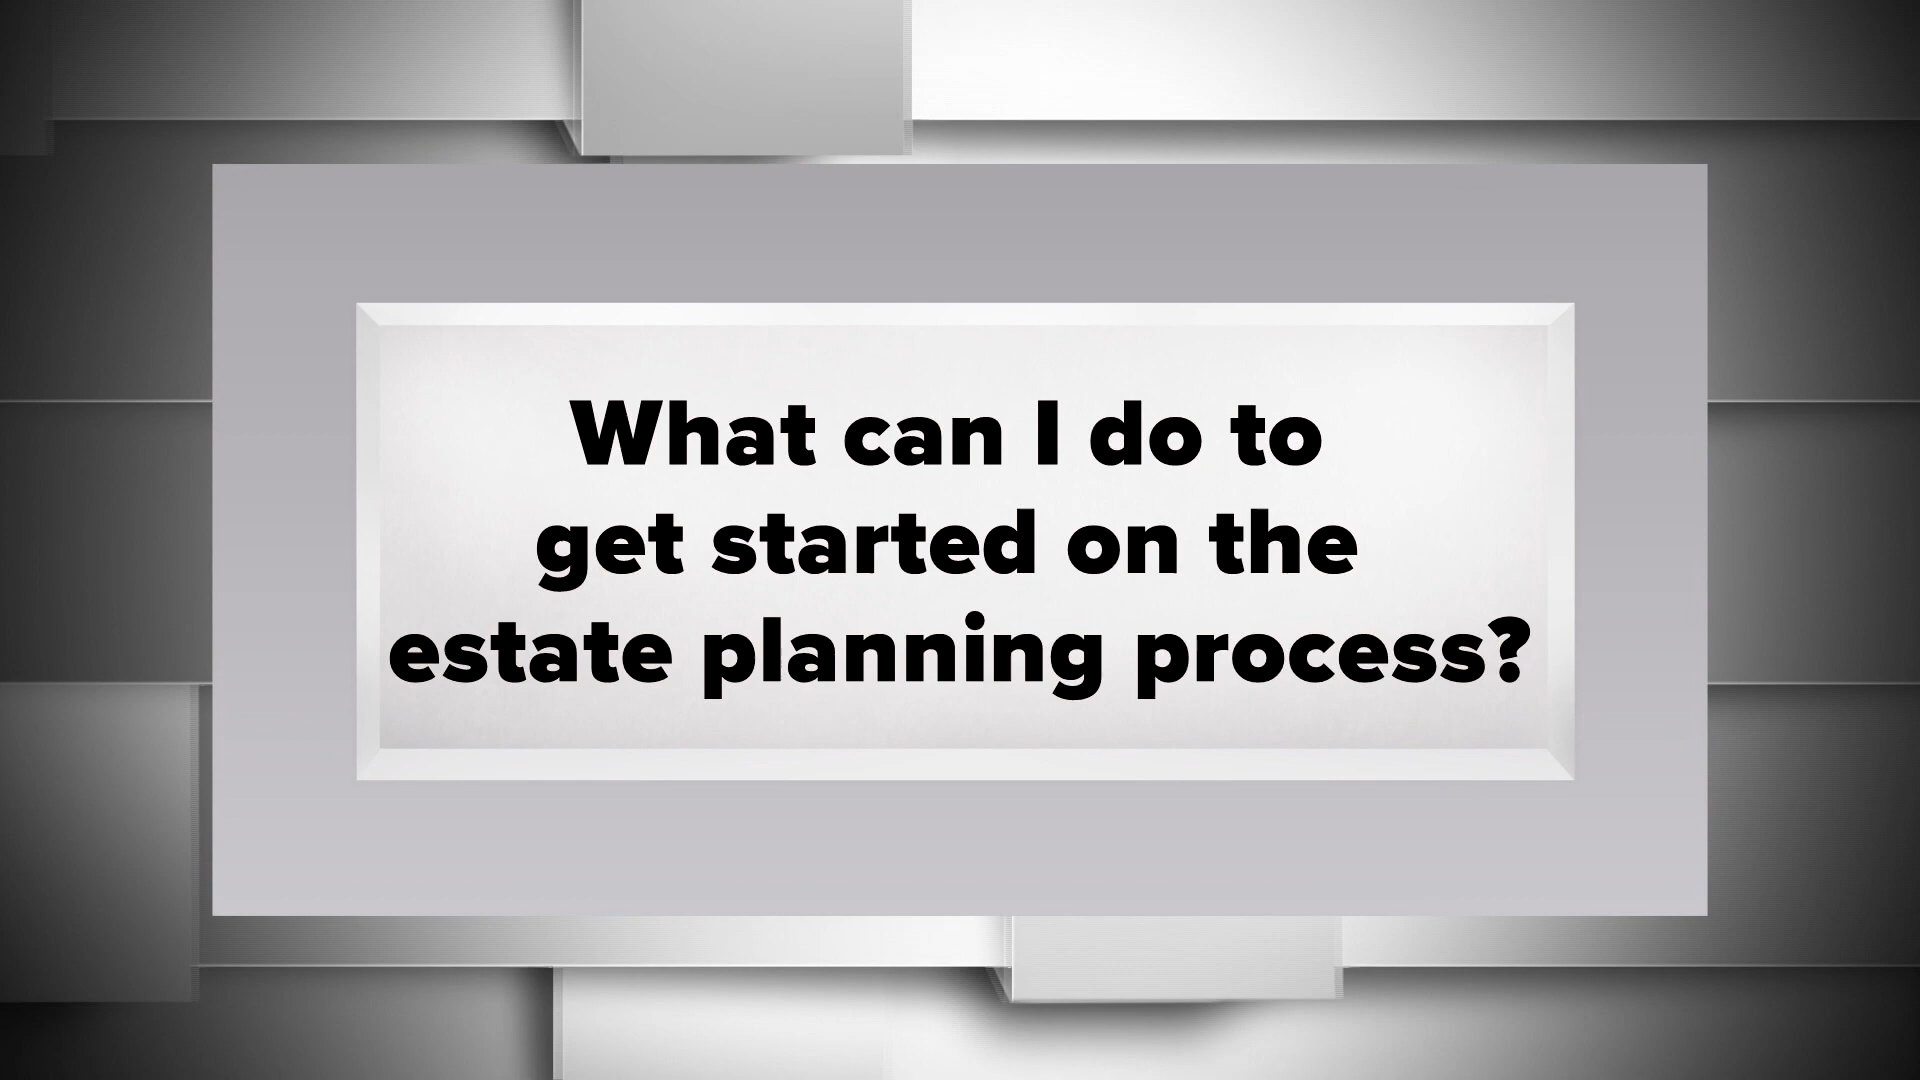 What can I do to
get started on the
estate planning process?